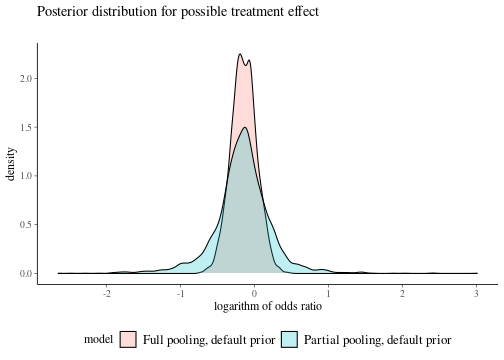 Posterior distribution for possible treatment effect
2.0
1.5
1.0
0.5
0.0
density
-2 -1 0 1 2 3
logarithm of odds ratio
model Full pooling, default prior Partial pooling, default prior